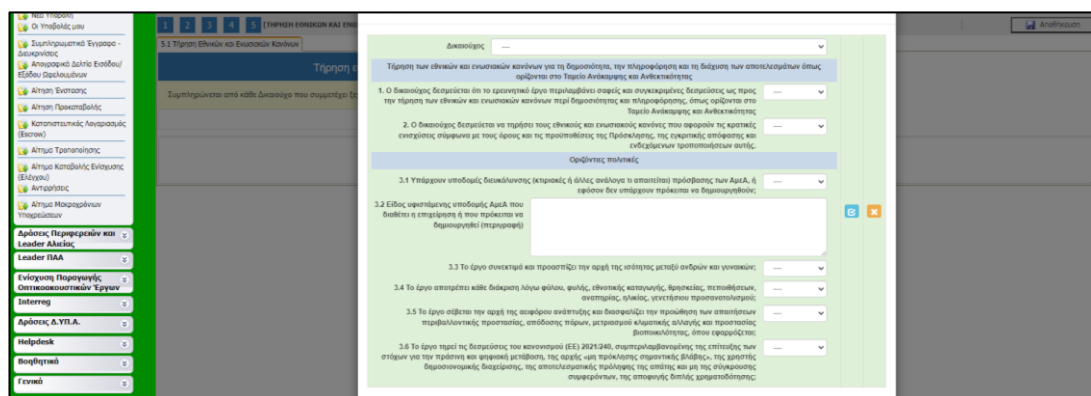 Νέα Υποβολή
Οι Υποβολές μου
Συμπληρωματικά Έγγραφα -
Διευκρινίσεις
Απογραφικό Δελτίο Εισόδου/
Εξόδου Ωφελουμένων
Αίτηση Ένστασης
Αίτηση Προκαταβολής
Καταπιστευτικός Λογαριασμός
(Escrow)
Αίτημα Τροποποίησης
Αίτημα Καταβολής Ενίσχυσης
(Ελέγχου)
Αντιρρήσεις
Αίτημα Μακροχρόνιων
Υποχρεώσεων
Δράσεις Περιφερειών και
Leader Αλιείας
Leader ΠΑΑ
Ενίσχυση Παραγωγής
Οπτικοακουστικών Έργων
Interreg
Δράσεις Δ.ΥΠ.Α.
Helpdesk
Βοηθητικά
Γενικά
1 2 3 4 5 [ΤΗΡΗΣΗ ΕΘΝΙΚΩΝ ΚΑΙ ΕΝΩ
Αποθήκευση
5.1 Τήρηση Εθνικών και Ενωσιακών Κανόνων
Τήρηση ε
Συμπληρώνεται από κάθε Δικαιούχο που συμμετέχει ξε
Δικαιούχος ---
Τήρηση των εθνικών και ενωσιακών κανόνων για τη δημοσιότητα, την πληροφόρηση και τη διάχυση των αποτελεσμάτων όπως
ορίζονται στο Ταμείο Ανάκαμψης και Ανθεκτικότητας
1. Ο δικαιούχος δεσμεύεται ότι το ερευνητικό έργο περιλαμβάνει σαφείς και συγκεκριμένες δεσμεύσεις ως προς
την τήρηση των εθνικών και ενωσιακών κανόνων περί δημοσιότητας και πληροφόρησης, όπως ορίζονται στο
Ταμείο Ανάκαμψης και Ανθεκτικότητας
---
2. Ο δικαιούχος δεσμεύεται να τηρήσει τους εθνικούς και ενωσιακούς κανόνες που αφορούν τις κρατικές
ενισχύσεις σύμφωνα με τους όρους και τις προϋποθέσεις της Πρόσκλησης, της εγκριτικής απόφασης και
ενδεχόμενων τροποποιήσεων αυτής.
---
Οριζόντιες πολιτικές
3.1 Υπάρχουν υποδομές διευκόλυνσης (κτιριακές ή άλλες ανάλογα τι απαιτείται) πρόσβασης των ΑμεΑ, ή
εφόσον δεν υπάρχουν πρόκειται να δημιουργηθούν;
---
3.2 Είδος υφιστάμενης υποδομής ΑμεΑ που
διαθέτει η επιχείρηση ή που πρόκειται να
δημιουργηθεί (περιγραφή)
3.3 Το έργο συνεκτιμά και προασπίζει την αρχή της ισότητας μεταξύ ανδρών και γυναικών;
---
3.4 Το έργο αποτρέπει κάθε διάκριση λόγω φύλου, φυλής, εθνοτικής καταγωγής, θρησκείας, πεποιθήσεων,
αναπηρίας, ηλικίας, γενετήσιου προσανατολισμού;
---
3.5 Το έργο σέβεται την αρχή της αειφόρου ανάπτυξης και διασφαλίζει την προώθηση των απαιτήσεων
περιβαλλοντικής προστασίας, απόδοσης πόρων, μετριασμού κλιματικής αλλαγής και προστασίας
βιοποικιλότητας, όπου εφαρμόζεται;
---
3.6 Το έργο τηρεί τις δεσμεύσεις του κανονισμού (ΕΕ) 2021/240, συμπεριλαμβανομένης της επίτευξης των
στόχων για την πράσινη και ψηφιακή μετάβαση, της αρχής «μη πρόκλησης σημαντικής βλάβης», της χρηστής
δημοσιονομικής διαχείρισης, της αποτελεσματικής πρόληψης της απάτης και μη της σύγκρουσης
συμφερόντων, της αποφυγής διπλής χρηματοδότησης;
---